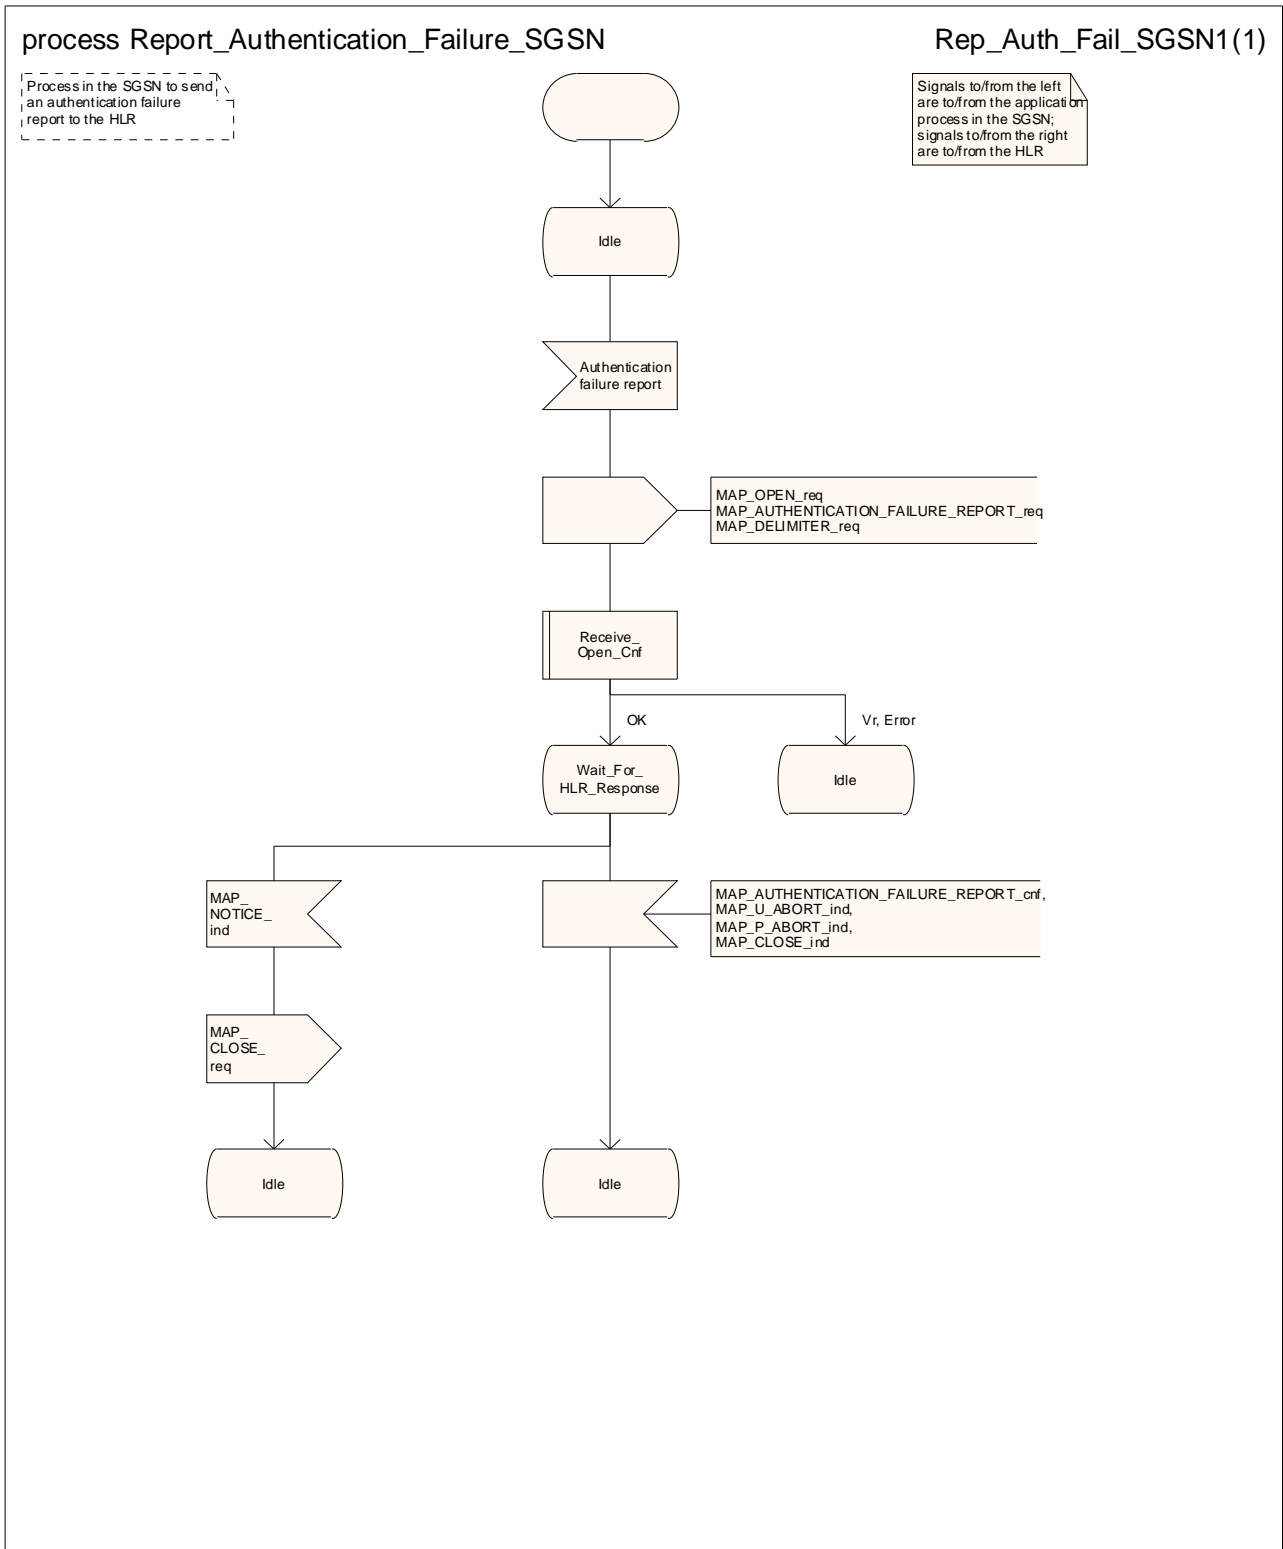 process Report_Authentication_Failure_SGSN
Rep_Auth_Fail_SGSN1(1)
Process in the SGSN to send
an authentication failure
report to the HLR
Signals to/from the left
are to/from the application
process in the SGSN;
signals to/from the right
are to/from the HLR
Idle
Authentication
failure report
MAP_OPEN_req
MAP_AUTHENTICATION_FAILURE_REPORT_req
MAP_DELIMITER_req
Receive_
Open_Cnf
OK
Vr, Error
Wait_For_
HLR_Response
Idle
MAP_
NOTICE_
ind
MAP_AUTHENTICATION_FAILURE_REPORT_cnf,
MAP_U_ABORT_ind,
MAP_P_ABORT_ind,
MAP_CLOSE_ind
MAP_
CLOSE_
req
Idle
Idle